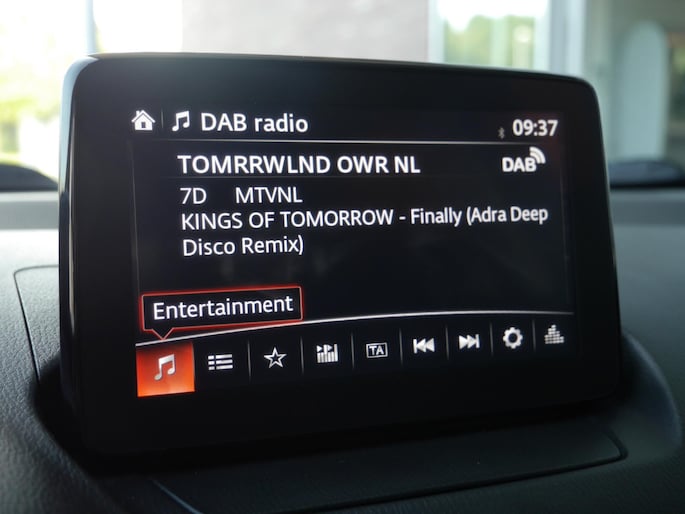 DAB radio
09:37
TOMRRWLND OWR NL
DAB
7D MTVNL
KINGS OF TOMORROW - Finally (Adra Deep
Disco Remix)
Entertainment
TA